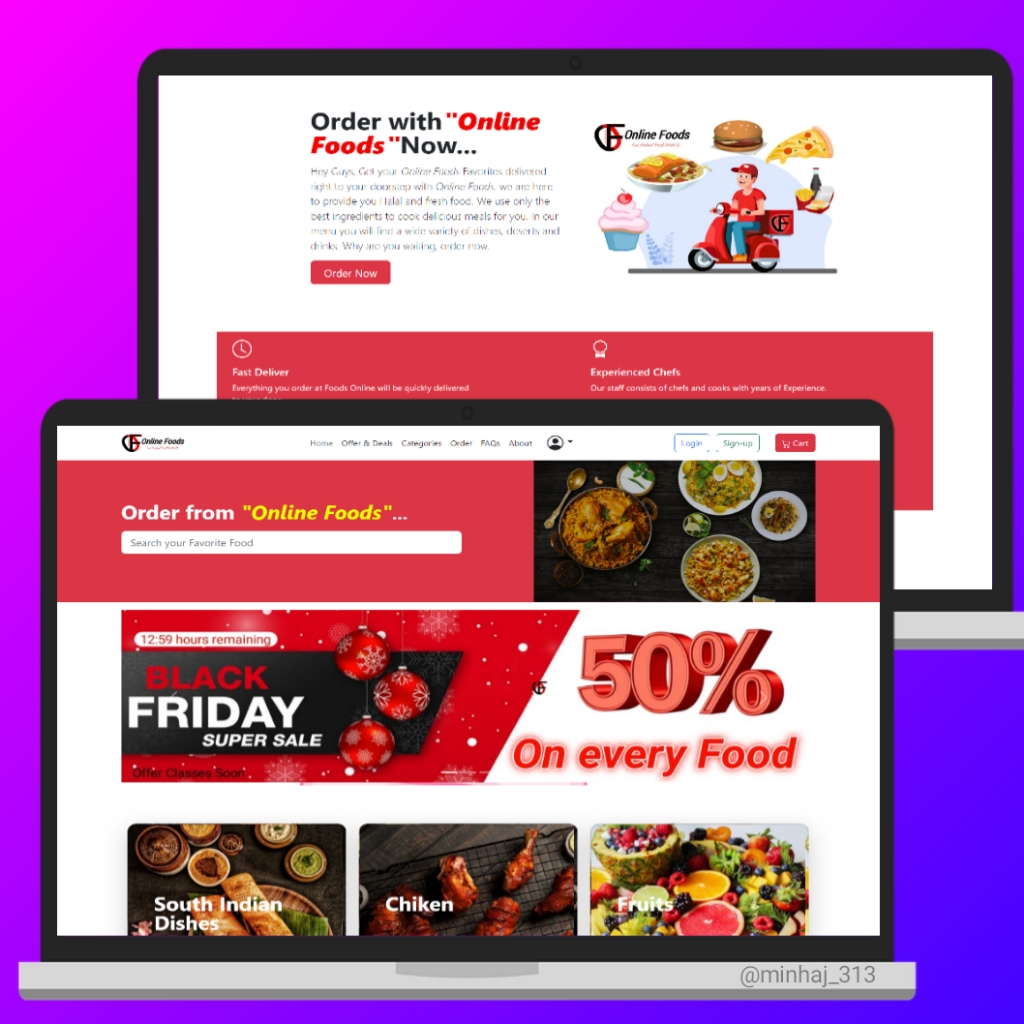 Order with "Online
Foods "Now...
Hey Guys, Got your Online Foods Favorites delivered
right to your doorstep with Online Foods, we are here
to provide you Halal and fresh food. We use only the
best ingredients to cook delicious meals for you. In our
menu you will find a wide variety of dishes, deserts and
drinks. Why are you waiting, order now.
Order Now
Online Foods
Fast Deliver
Everything you order at Foods Online will be quickly delivered
Experienced Chefs
Our staff consists of chefs and cooks with years of Experience.
Online Foods
Home Offer & Deals Categories Order FAQs About
Login Sign-up Cart
Order from "Online Foods"...
Search your Favorite Food
12:59 hours remaining
BLACK
FRIDAY
SUPER SALE
Offer Classes Soon
50%
On every Food
South Indian
Dishes
Chiken
Fruits
@minhaj_313